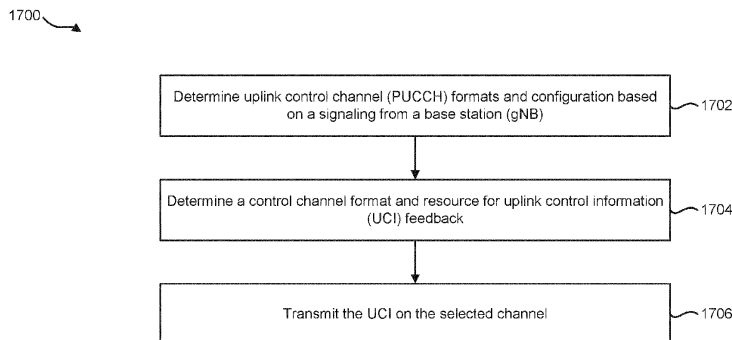 1700
Determine uplink control channel (PUCCH) formats and configuration based
on a signaling from a base station (gNB)
1702
Determine a control channel format and resource for uplink control information
(UCI) feedback
1704
Transmit the UCI on the selected channel
1706